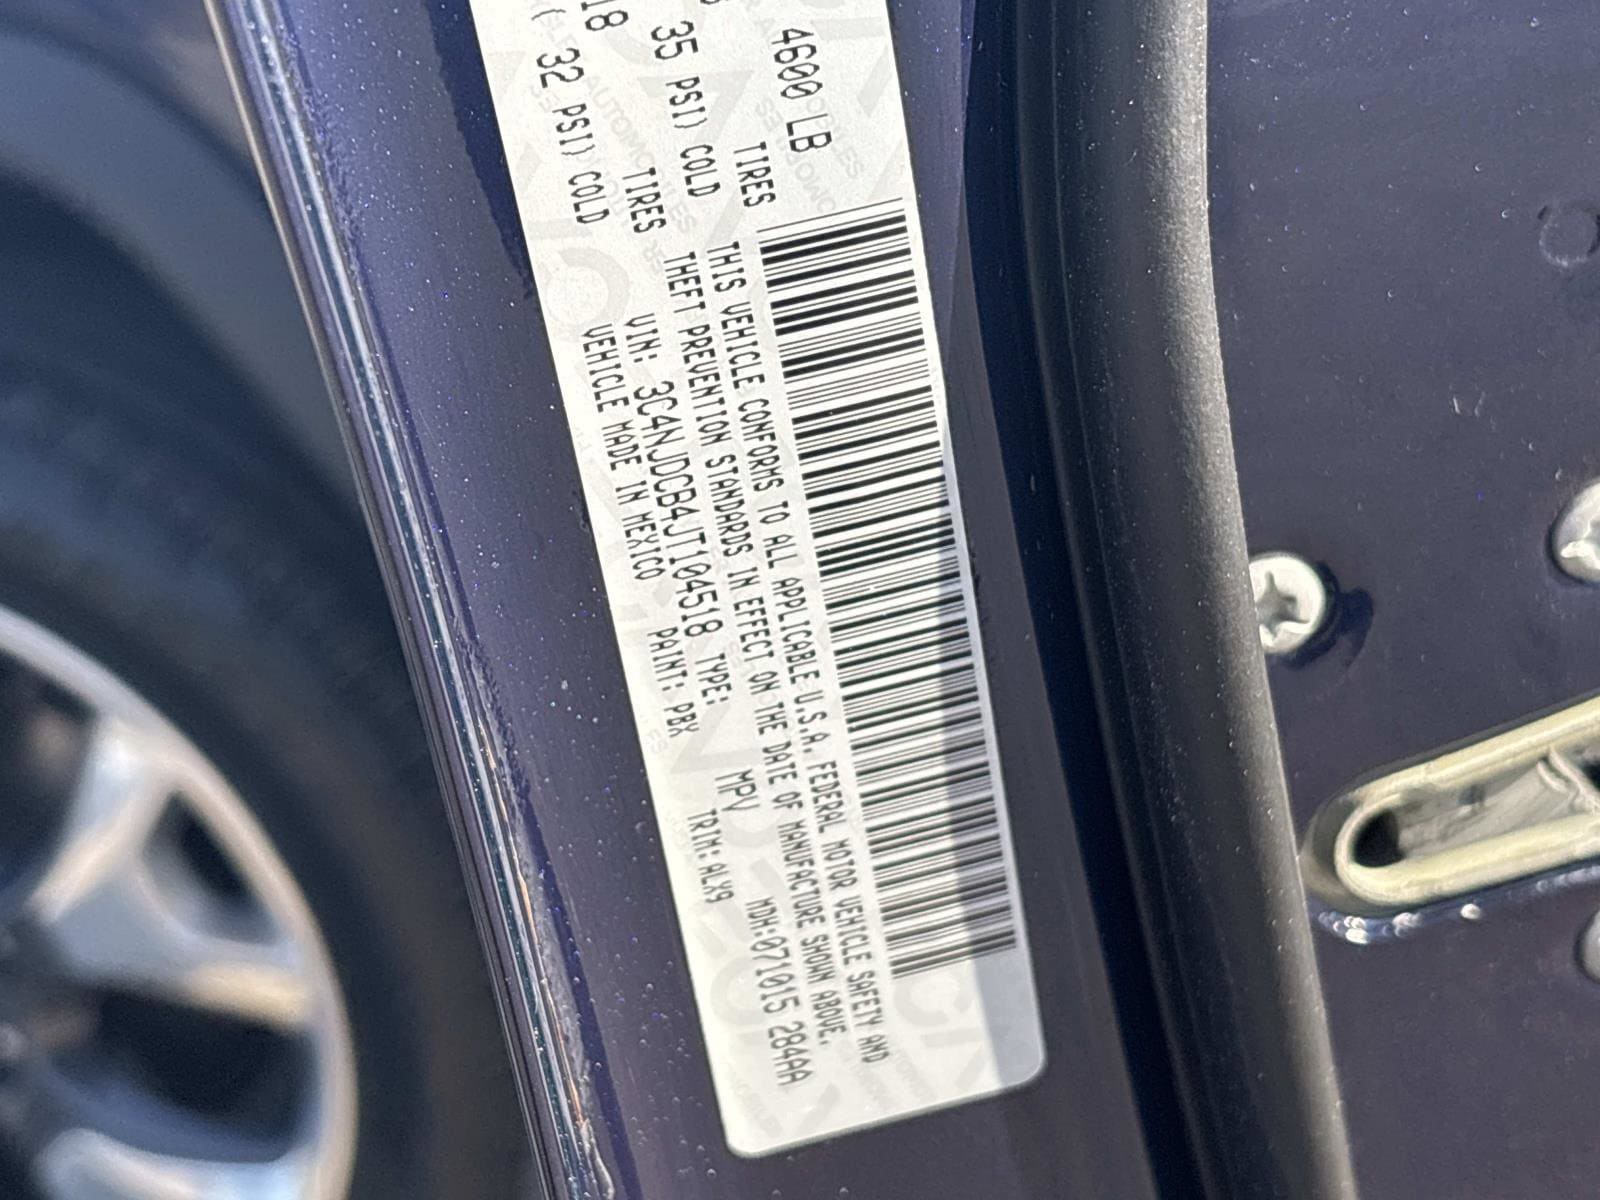 4600 LB
TIRES
35 PSI) COLD
18
TIRES
( 32 PSI) COLD
THIS VEHICLE CONFORMS TO ALL APPLICABLE U.S.A. FEDERAL MOTOR VEHICLE SAFETY AND
THEFT PREVENTION STANDARDS IN EFFECT ON THE DATE OF MANUFACTURE SHOWN ABOVE.
VIN: 3C4NJDCB4JT104518 TYPE: MPV MDH:071015 284AA
VEHICLE MADE IN MEXICO PAINT: PBX TRIM:ALX9